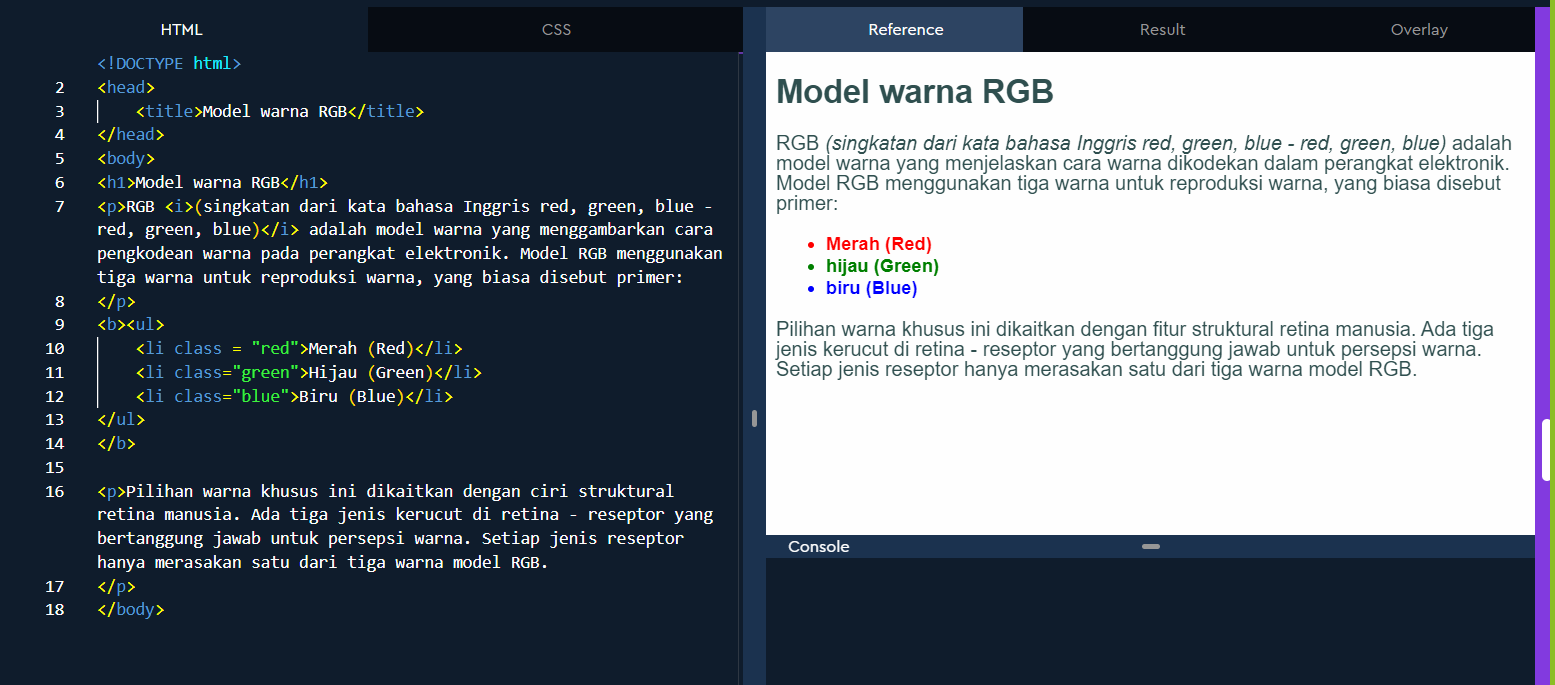 HTML
CSS
<!DOCTYPE html>
2 <head>
3 <title>Model warna RGB</title>
4 </head>
5 <body>
6 <h1>Model warna RGB</h1>
7 <p>RGB <i>(singkatan dari kata bahasa Inggris red, green, blue -
red, green, blue)</i> adalah model warna yang menggambarkan cara
pengkodean warna pada perangkat elektronik. Model RGB menggunakan
tiga warna untuk reproduksi warna, yang biasa disebut primer:
8 </p>
9 <b><ul>
10 <li class = "red">Merah (Red)</li>
11 <li class="green">Hijau (Green)</li>
12 <li class="blue">Biru (Blue)</li>
13 </ul>
14 </b>
15
16 <p>Pilihan warna khusus ini dikaitkan dengan ciri struktural
retina manusia. Ada tiga jenis kerucut di retina - reseptor yang
bertanggung jawab untuk persepsi warna. Setiap jenis reseptor
hanya merasakan satu dari tiga warna model RGB.
17 </p>
18 </body>
Reference
Result
Overlay
Model warna RGB
RGB (singkatan dari kata bahasa Inggris red, green, blue - red, green, blue) adalah
model warna yang menjelaskan cara warna dikodekan dalam perangkat elektronik.
Model RGB menggunakan tiga warna untuk reproduksi warna, yang biasa disebut
primer:
• Merah (Red)
• hijau (Green)
• biru (Blue)
Pilihan warna khusus ini dikaitkan dengan fitur struktural retina manusia. Ada tiga
jenis kerucut di retina - reseptor yang bertanggung jawab untuk persepsi warna.
Setiap jenis reseptor hanya merasakan satu dari tiga warna model RGB.
Console